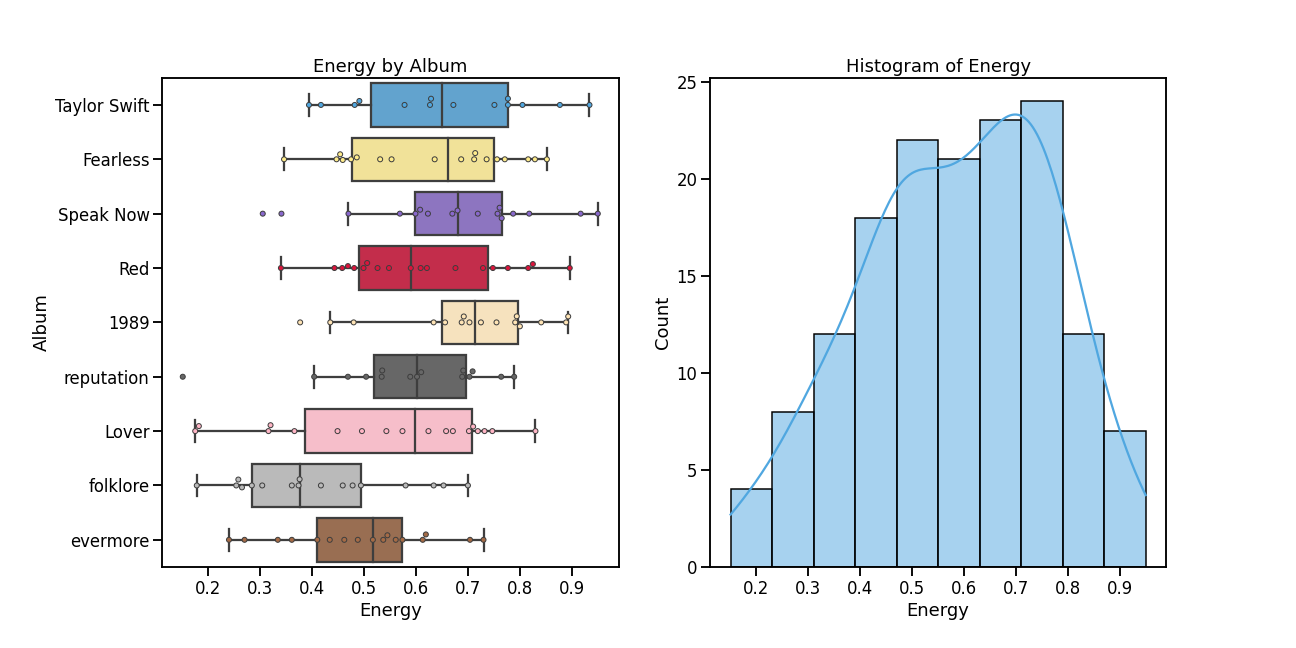 Energy by Album
Taylor Swift
Fearless
Speak Now
Red
1989
reputation
Lover
folklore
evermore
Album
0.2 0.3 0.4 0.5 0.6 0.7 0.8 0.9
Energy
Histogram of Energy
25
20
15
10
5
0
Count
0.2 0.3 0.4 0.5 0.6 0.7 0.8 0.9
Energy